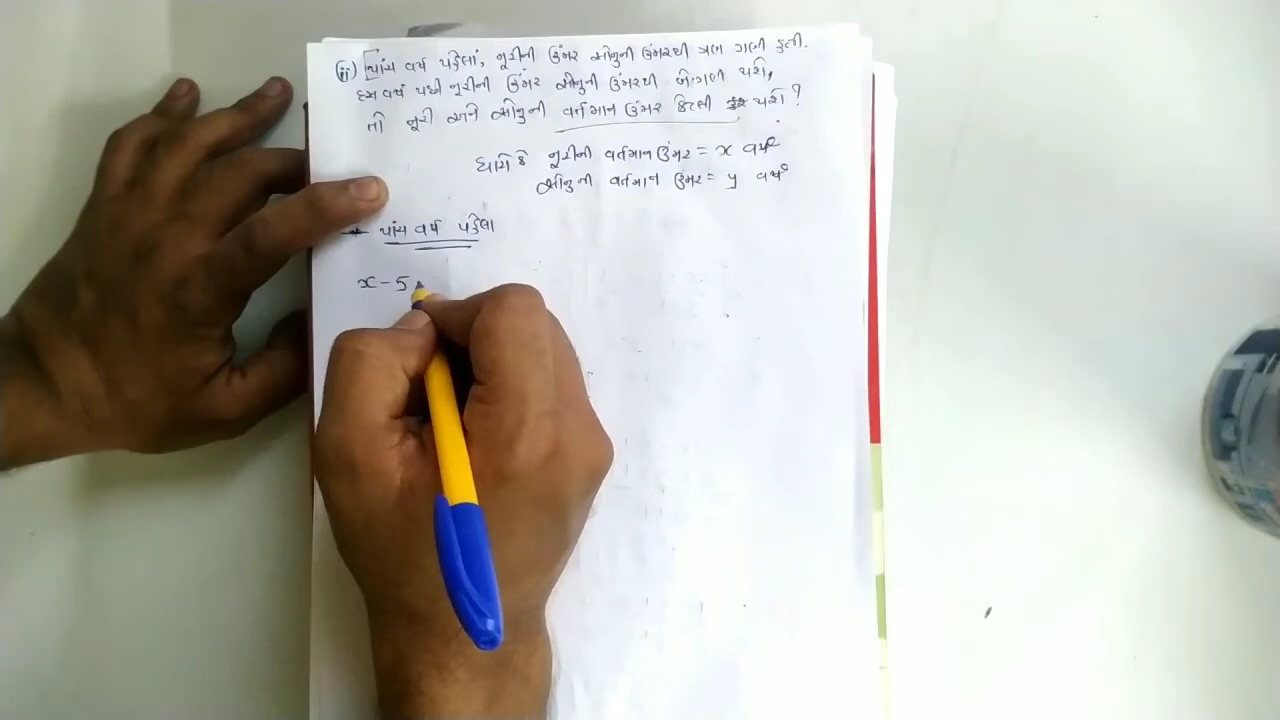 (ii) પાંચ વર્ષ પહેલાં, નૂરીની ઉંમર સોનુની ઉંમરથી ત્રણ ગણી હતી.
દસ વર્ષ પછી નૂરીની ઉંમર સોનુની ઉંમરથી બે ગણી થશે,
તો નૂરી અને સોનુની વર્તમાન ઉંમર કેટલી થશે?
ધારો કે નૂરીની વર્તમાન ઉંમર = x વર્ષ
સોનુની વર્તમાન ઉંમર = y વર્ષ
પાંચ વર્ષ પહેલા
x - 5